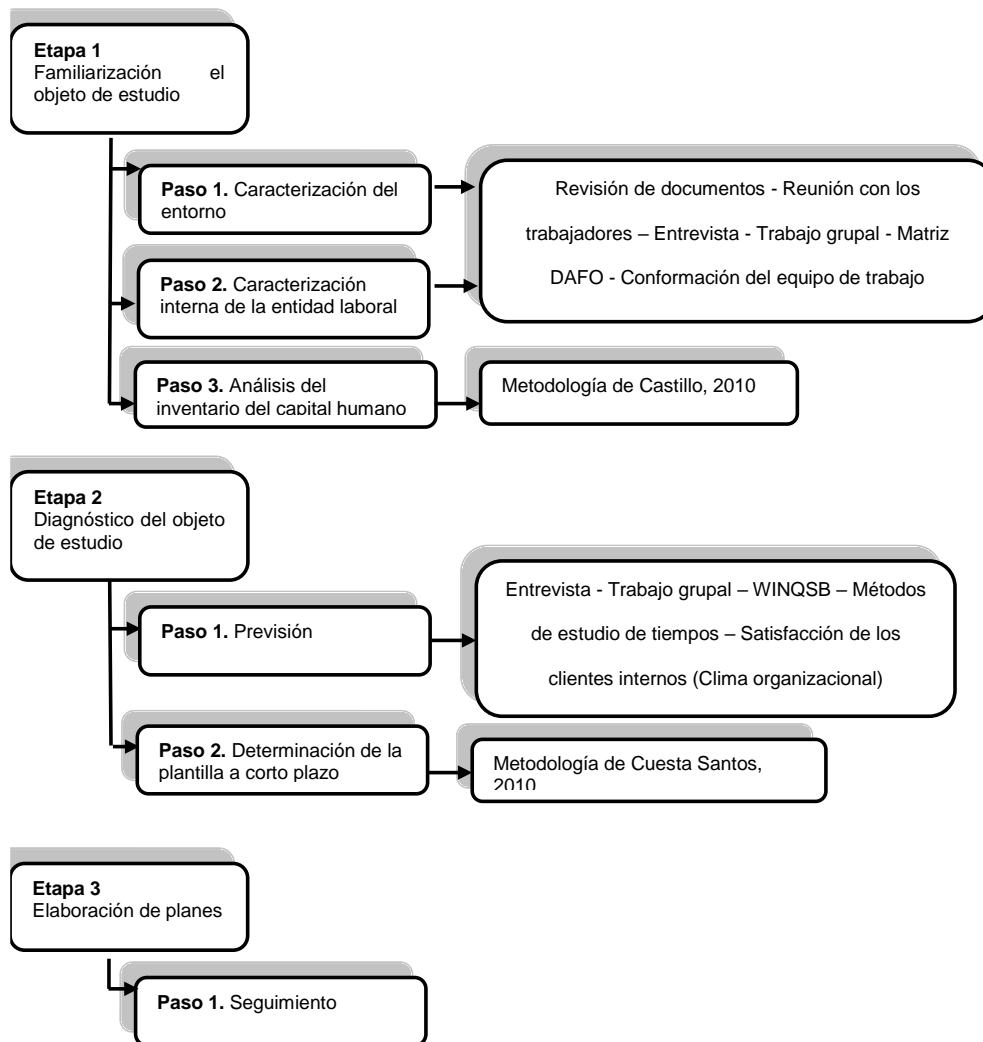 Etapa 1
Familiarización el
objeto de estudio
Paso 1. Caracterización del
entorno
Revisión de documentos - Reunión con los
trabajadores – Entrevista - Trabajo grupal - Matriz
DAFO - Conformación del equipo de trabajo
Paso 2. Caracterización
interna de la entidad laboral
Paso 3. Análisis del
inventario del capital humano
Metodología de Castillo, 2010
Etapa 2
Diagnóstico del objeto
de estudio
Paso 1. Previsión
Entrevista - Trabajo grupal – WINQSB – Métodos
de estudio de tiempos – Satisfacción de los
clientes internos (Clima organizacional)
Paso 2. Determinación de la
plantilla a corto plazo
Metodología de Cuesta Santos,
2010
Etapa 3
Elaboración de planes
Paso 1. Seguimiento